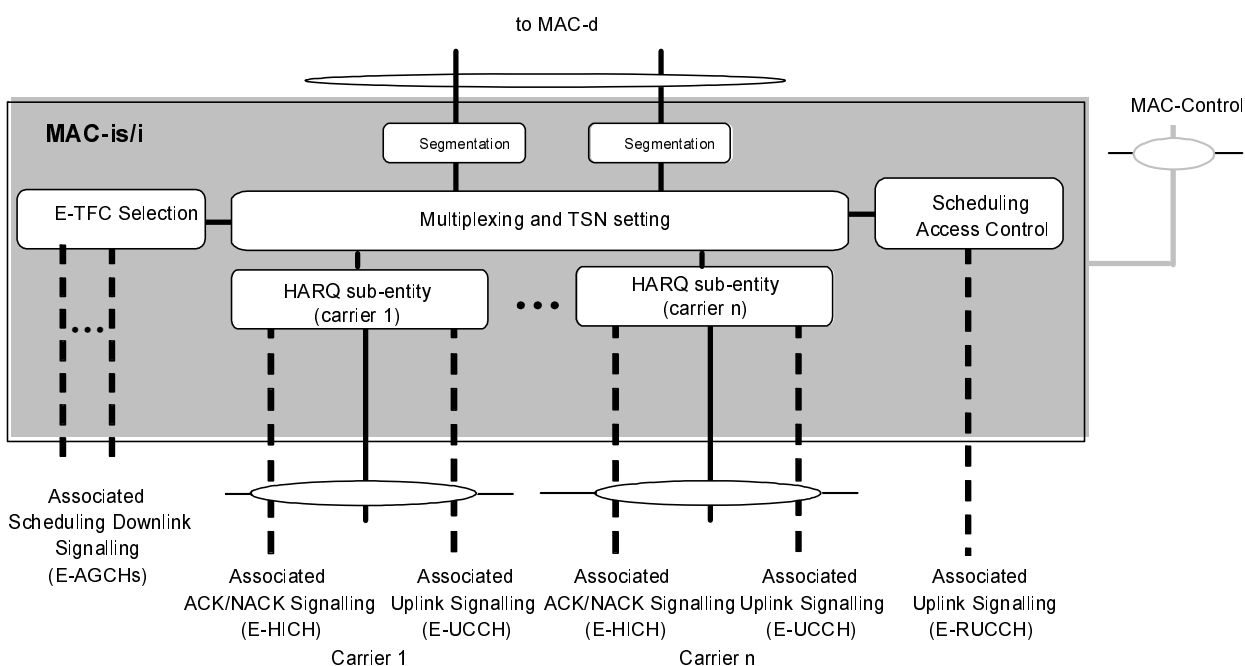 to MAC-d
MAC-Control
MAC-is/i
Segmentation
Segmentation
E-TFC Selection
Multiplexing and TSN setting
Scheduling
Access Control
HARQ sub-entity
(carrier 1)
HARQ sub-entity
(carrier n)
Associated
Scheduling Downlink
Signalling
(E-AGCHs)
Associated
ACK/NACK Signalling
(E-HICH)
Associated
Uplink Signalling
(E-UCCH)
Carrier 1
Associated
ACK/NACK Signalling
(E-HICH)
Associated
Uplink Signalling
(E-UCCH)
Carrier n
Associated
Uplink Signalling
(E-RUCCH)